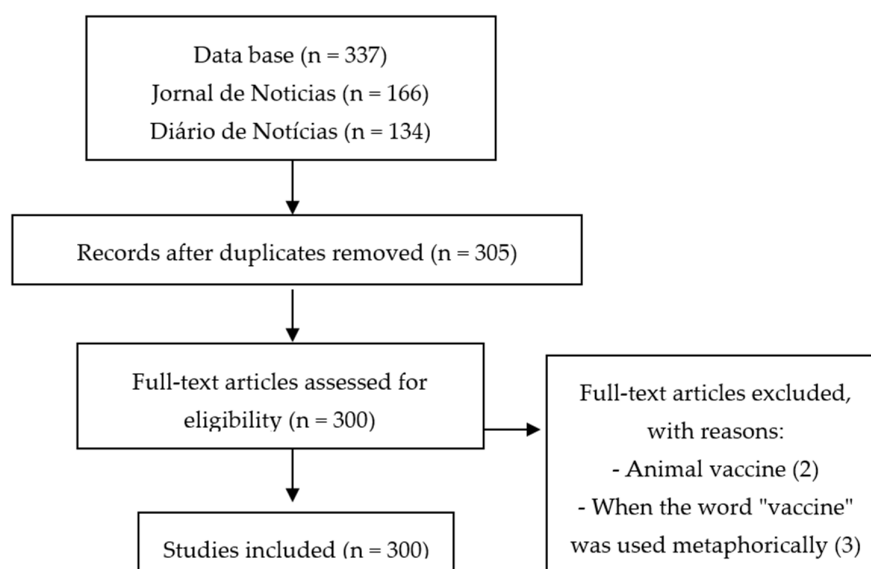 Data base (n = 337)
Jornal de Noticias (n = 166)
Diário de Notícias (n = 134)
Records after duplicates removed (n = 305)
Full-text articles assessed for
eligibility (n = 300)
Full-text articles excluded,
with reasons:
- Animal vaccine (2)
- When the word "vaccine"
was used metaphorically (3)
Studies included (n = 300)